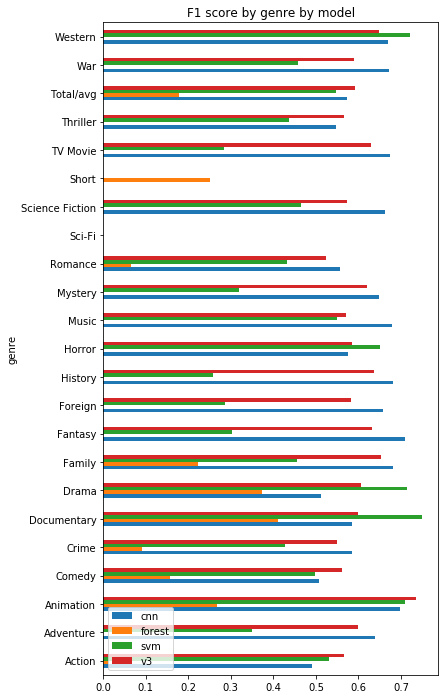 F1 score by genre by model
Western
War
Total/avg
Thriller
TV Movie
Short
Science Fiction
Sci-Fi
Romance
Mystery
Music
Horror
History
Foreign
Fantasy
Family
Drama
Documentary
Crime
Comedy
Animation
Adventure
Action
genre
cnn
forest
svm
v3
0.0 0.1 0.2 0.3 0.4 0.5 0.6 0.7